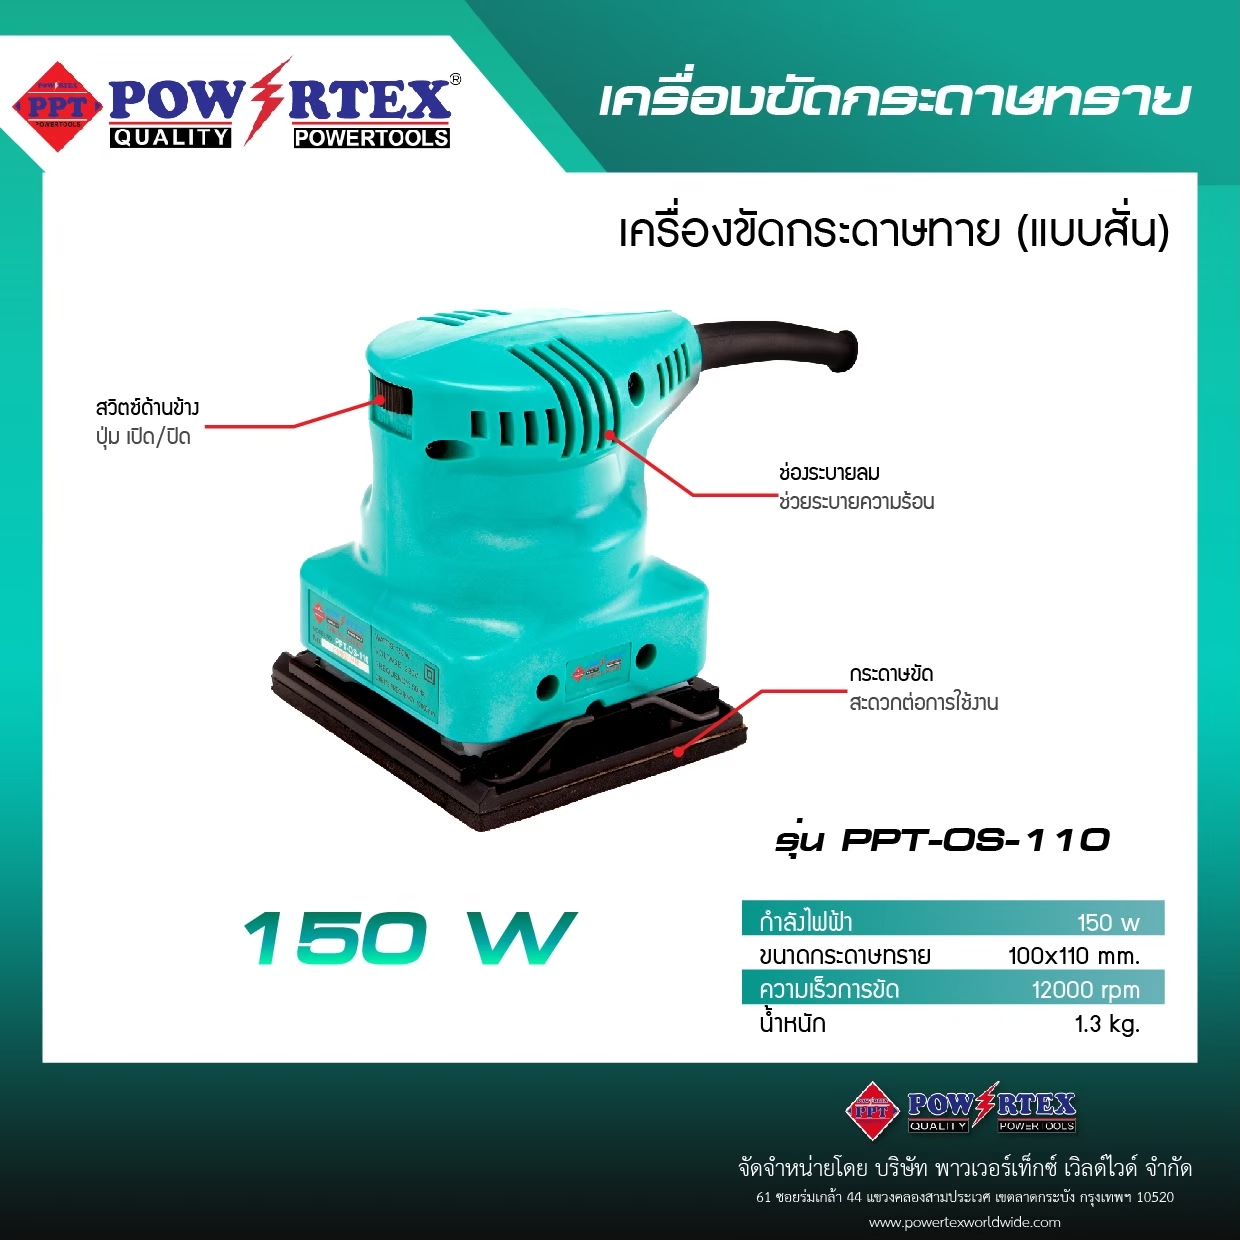 PPT
POWERTOOLS
POWERTEX®
QUALITY POWERTOOLS
เครื่องขัดกระดาษทราย
เครื่องขัดกระดาษทาย (แบบสั่น)
สวิตซ์ด้านข้าง
ปุ่ม เปิด/ปิด
ช่องระบายลม
ช่วยระบายความร้อน
PPT-OS-110
กระดาษขัด
สะดวกต่อการใช้งาน
รุ่น PPT-OS-110
150 W
กำลังไฟฟ้า 150 w
ขนาดกระดาษทราย 100x110 mm.
ความเร็วการขัด 12000 rpm
น้ำหนัก 1.3 kg.
PPT
POWERTEX
QUALITY POWERTOOLS
จัดจำหน่ายโดย บริษัท พาวเวอร์เท็กซ์ เวิลด์ไวด์ จำกัด
61 ซอยร่มเกล้า 44 แขวงคลองสามประเวศ เขตลาดกระบัง กรุงเทพฯ 10520
www.powertexworldwide.com